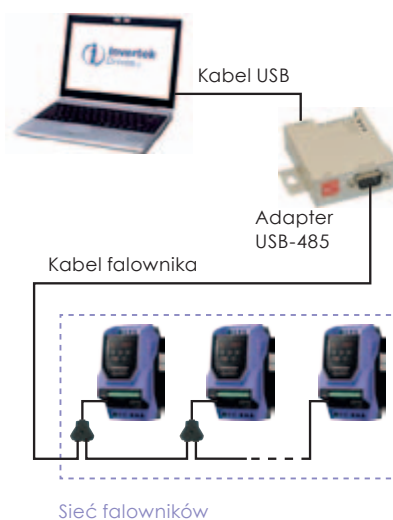 Invertek
Drives
Kabel USB
Adapter
USB-485
Kabel falownika
Sieć falowników